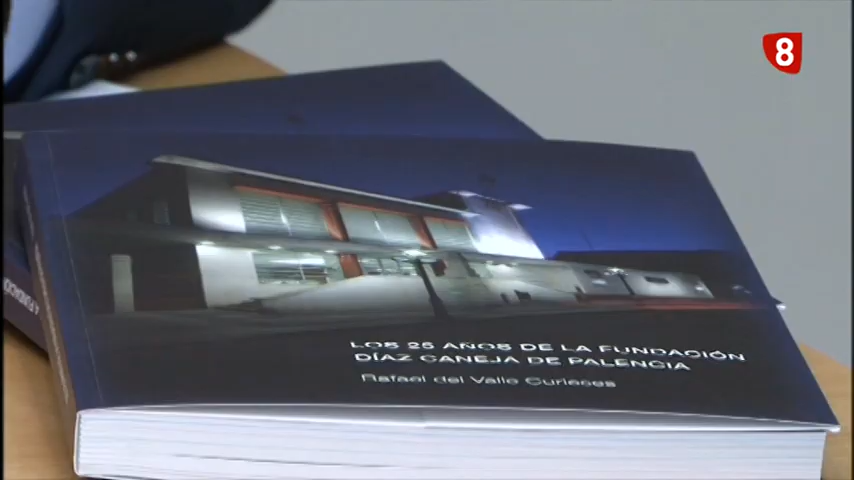 8
LOS 25 AÑOS DE LA FUNDACIÓN
DÍAZ CANEJA DE PALENCIA
Rafael del Valle Curieses